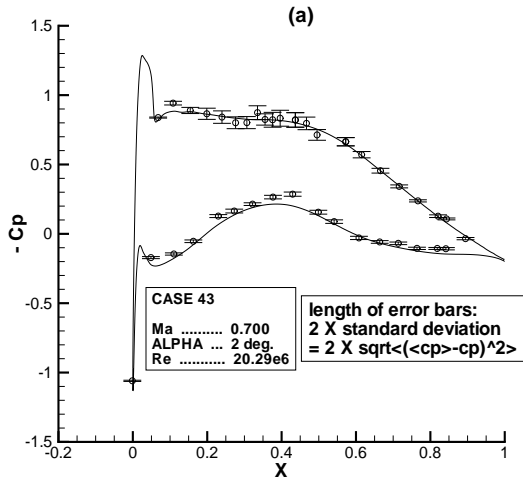 (a)
1.5
1
0.5
0
-0.5
-1
-1.5
- Cp
-0.2
0
0.2
0.4
0.6
0.8
1
X
CASE 43
Ma .......... 0.700
ALPHA ... 2 deg.
Re ........... 20.29e6
length of error bars:
2 X standard deviation
= 2 X sqrt<(<cp>-cp)^2>